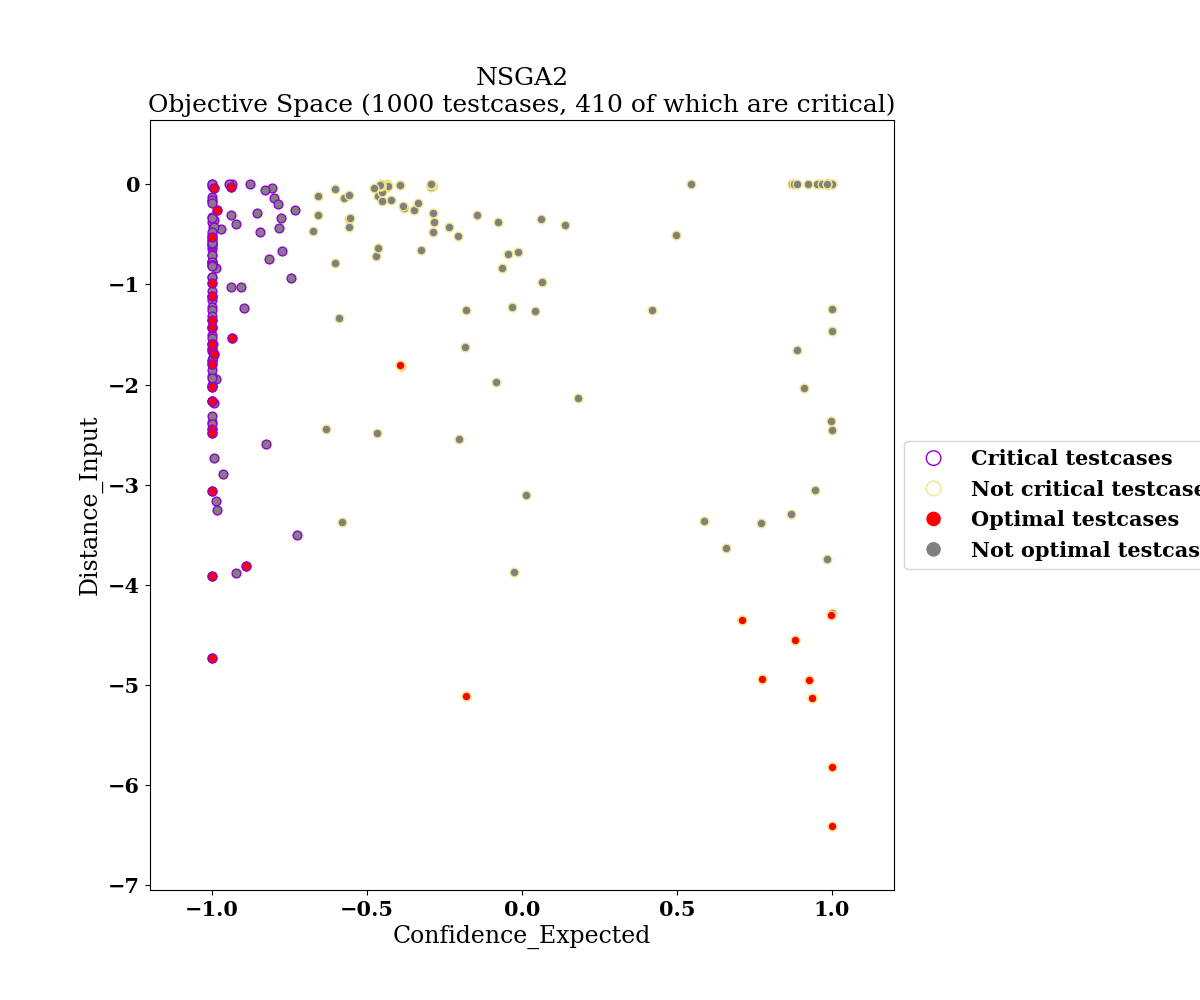 NSGA2
Objective Space (1000 testcases, 410 of which are critical)
Distance_Input
0
−1
−2
−3
−4
−5
−6
−7
−1.0
−0.5
0.0
0.5
1.0
Confidence_Expected
Critical testcases
Not critical testcase
Optimal testcases
Not optimal testcas